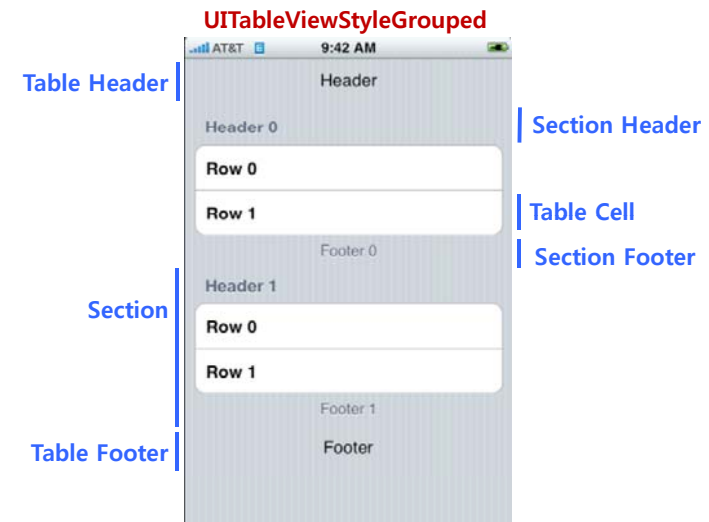 UITableViewStyleGrouped
AT&T 9:42 AM
Table Header
Header
Header 0
Section Header
Row 0
Row 1
Table Cell
Footer 0
Section Footer
Header 1
Section
Row 0
Row 1
Footer 1
Table Footer
Footer